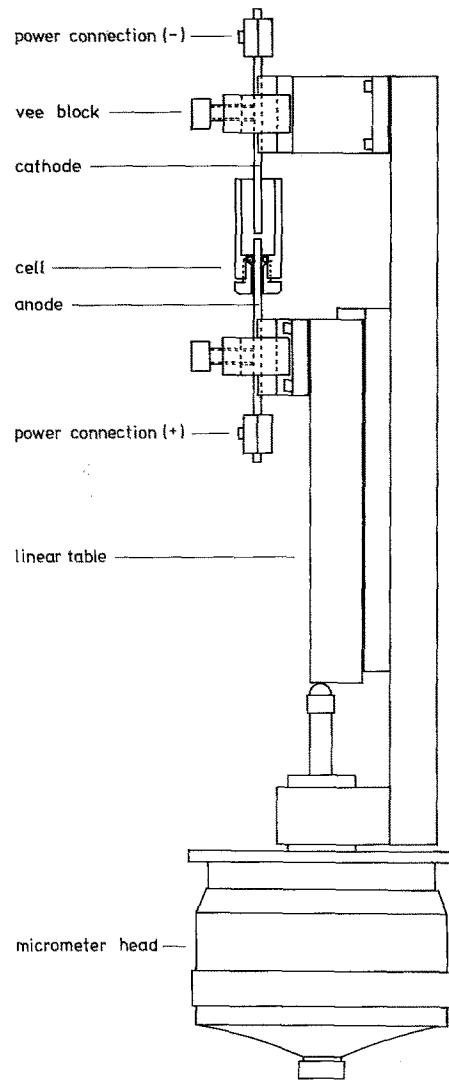 power connection (-)
vee block
cathode
cell
anode
power connection (+)
linear table
micrometer head